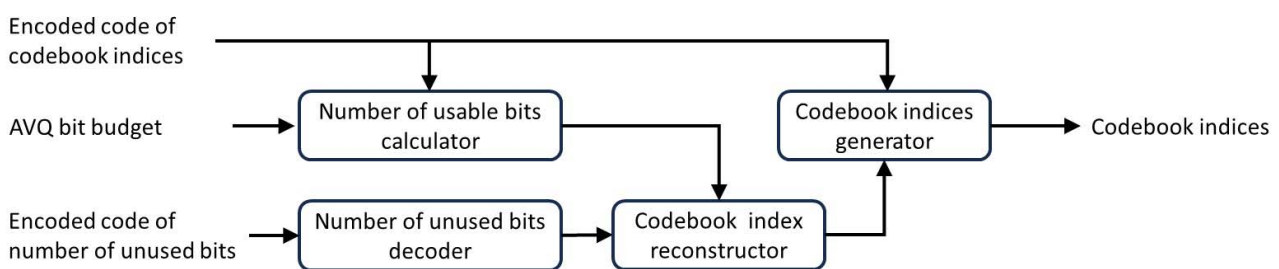 Encoded code of
codebook indices
AVQ bit budget
Number of usable bits
calculator
Codebook indices
generator
Codebook indices
Encoded code of
number of unused bits
Number of unused bits
decoder
Codebook index
reconstructor